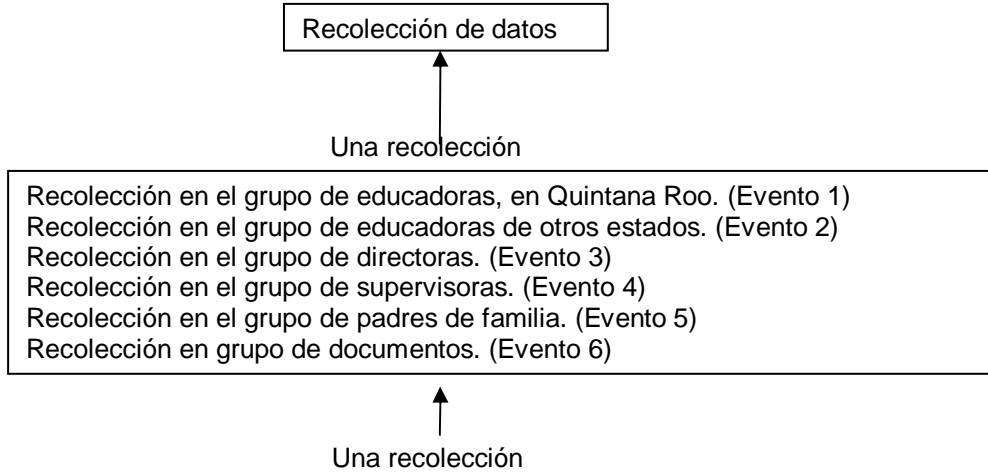 Recolección de datos
Una recolección
Recolección en el grupo de educadoras, en Quintana Roo. (Evento 1)
Recolección en el grupo de educadoras de otros estados. (Evento 2)
Recolección en el grupo de directoras. (Evento 3)
Recolección en el grupo de supervisoras. (Evento 4)
Recolección en el grupo de padres de familia. (Evento 5)
Recolección en grupo de documentos. (Evento 6)
Una recolección